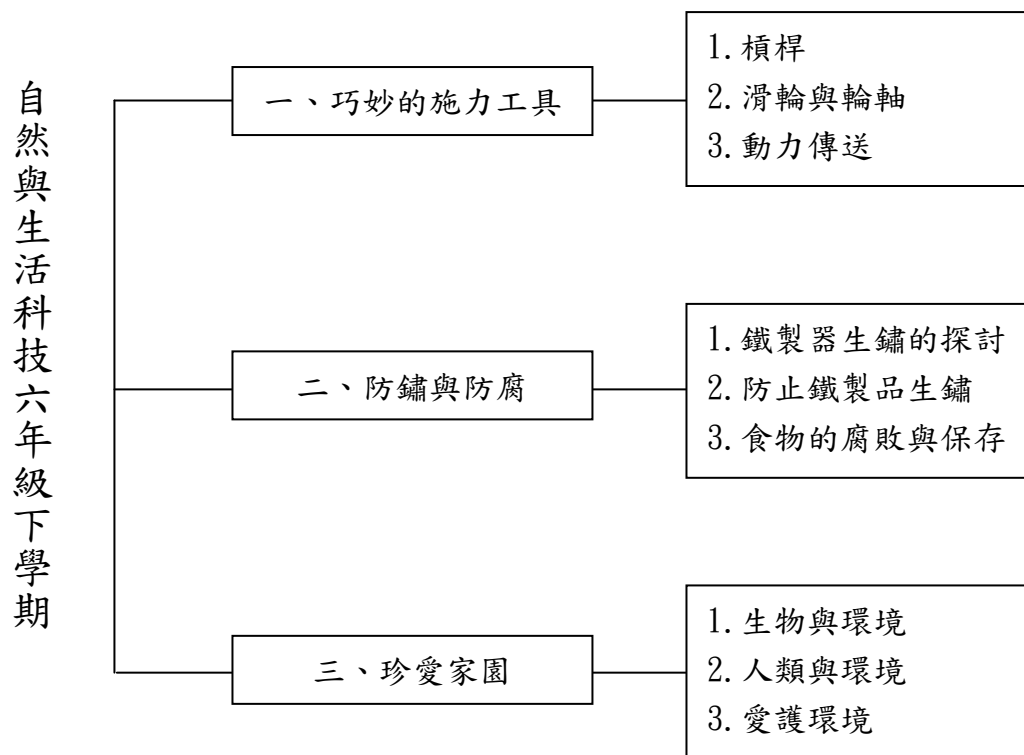 自然與生活科技六年級下學期
一、巧妙的施力工具
1.槓桿
2.滑輪與輪軸
3.動力傳送
二、防鏽與防腐
1.鐵製器生鏽的探討
2.防止鐵製品生鏽
3.食物的腐敗與保存
三、珍愛家園
1.生物與環境
2.人類與環境
3.愛護環境